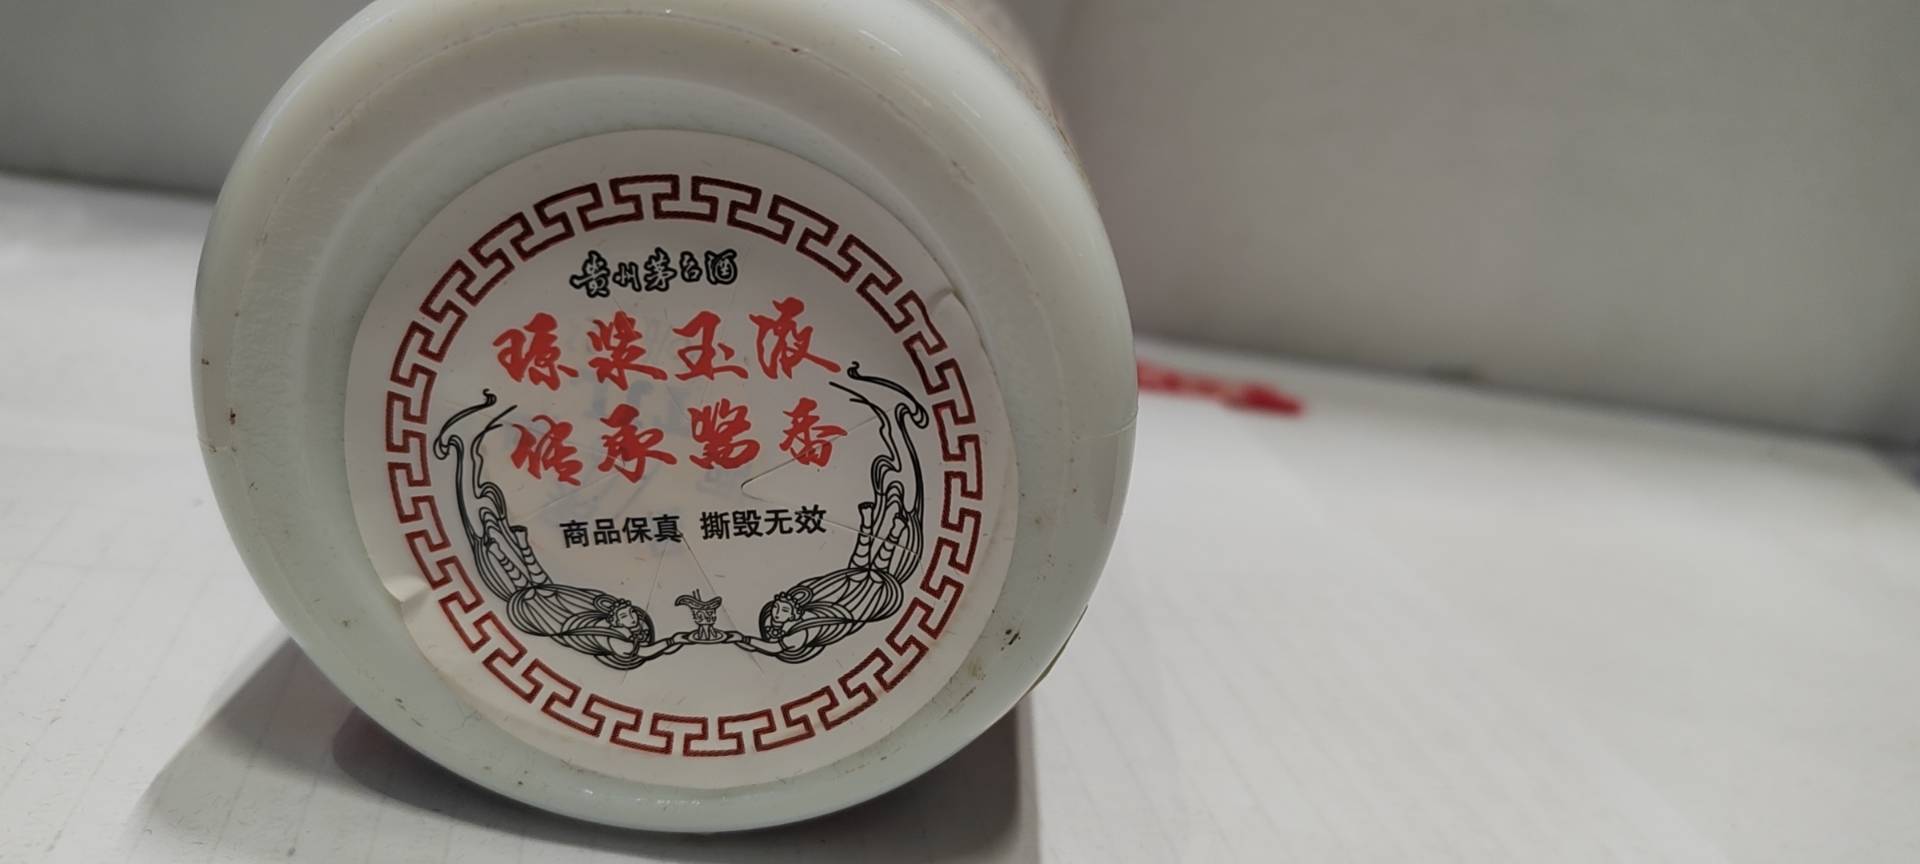 贵州茅台酒
琼浆玉液
传承酱香
商品保真 撕毁无效